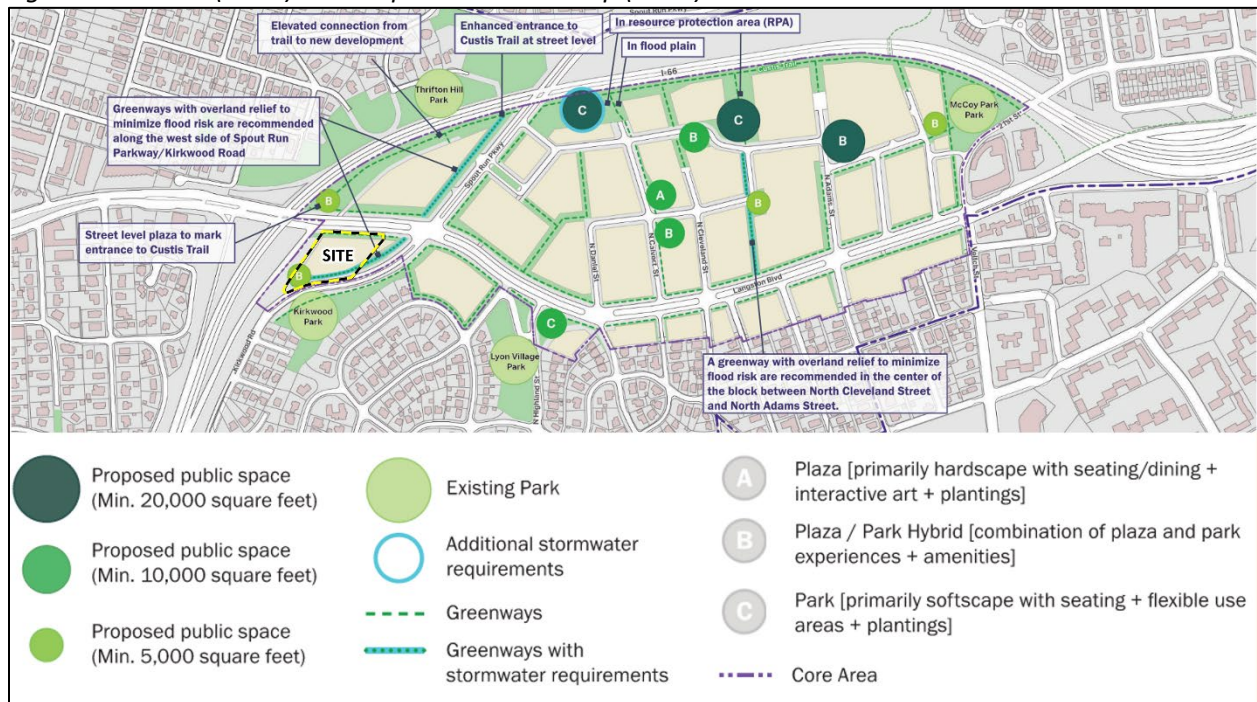 Elevated connection from
trail to new development
Enhanced entrance to
Custis Trail at street level
In resource protection area (RPA)
In flood plain
Spout Run Pkwy
I-66
Custis Trail
Thrifton Hill
Park
McCoy Park
Park
21st St
Greenways with overland relief to
minimize flood risk are recommended
along the west side of Spout Run
Parkway/Kirkwood Road
Spout Run Pkwy
C
C
B
B
B
A
B
B
B
Street level plaza to mark
entrance to Custis Trail
SITE
B
Kirkwood
Park
Kirkwood Rd
Lyon Village
Park
N Highland St
C
N Daniel St
N Calvert St
N Cleveland St
N Adams St
Langston Blvd
A greenway with overland relief to minimize
flood risk are recommended in the center of
the block between North Cleveland Street
and North Adams Street.
Proposed public space
(Min. 20,000 square feet)
Proposed public space
(Min. 10,000 square feet)
Proposed public space
(Min. 5,000 square feet)
Existing Park
Additional stormwater
requirements
Greenways
Greenways with
stormwater requirements
A
Plaza [primarily hardscape with seating/dining +
interactive art + plantings]
B
Plaza / Park Hybrid [combination of plaza and park
experiences + amenities]
C
Park [primarily softscape with seating + flexible use
areas + plantings]
Core Area